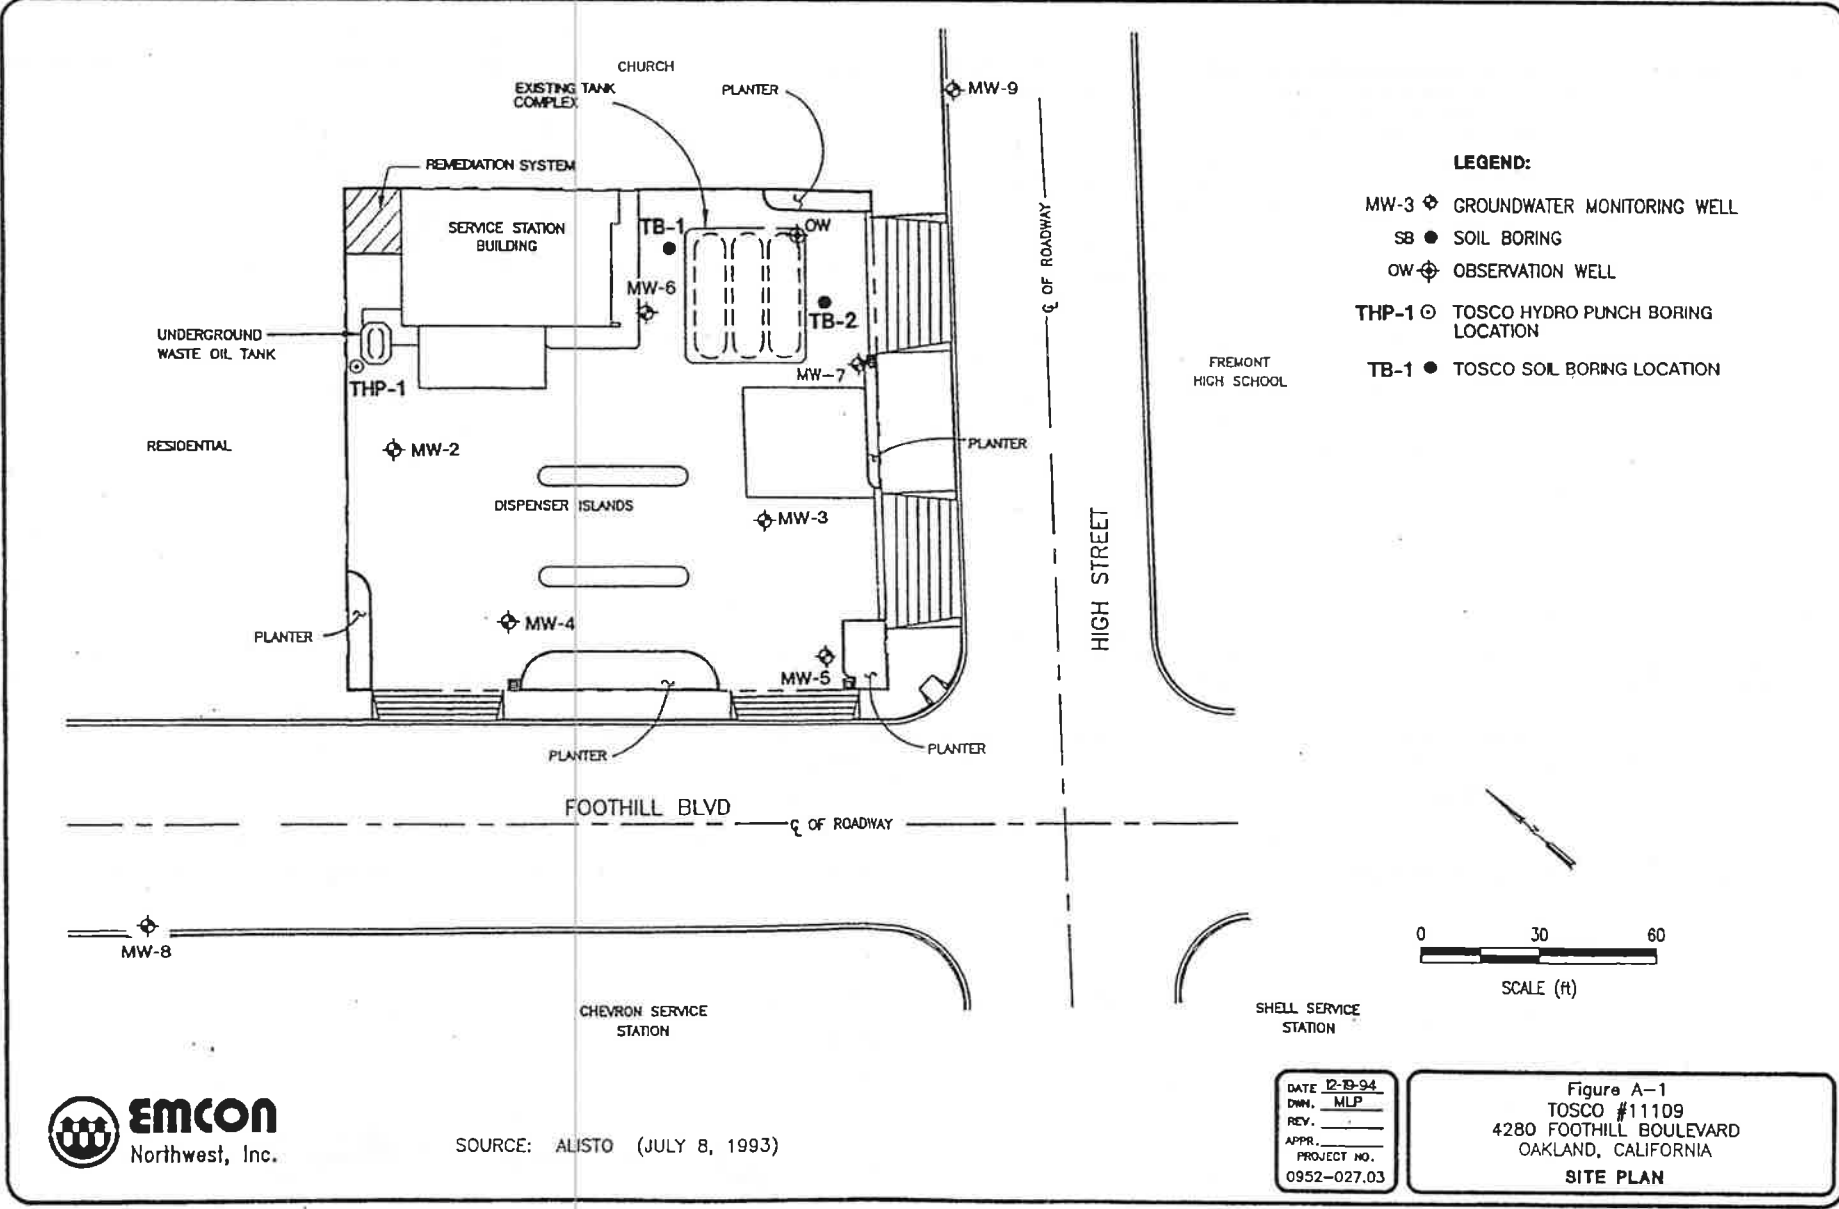 CHURCH
EXISTING TANK
COMPLEX
PLANTER
MW-9
REMEDIATION SYSTEM
SERVICE STATION
BUILDING
TB-1
OW
MW-6
TB-2
UNDERGROUND
WASTE OIL TANK
THP-1
MW-7
RESIDENTIAL
MW-2
PLANTER
DISPENSER ISLANDS
MW-3
MW-4
PLANTER
MW-5
PLANTER
PLANTER
℄ OF ROADWAY
HIGH STREET
FREMONT
HIGH SCHOOL
LEGEND:
MW-3 GROUNDWATER MONITORING WELL
SB SOIL BORING
OW OBSERVATION WELL
THP-1 TOSCO HYDRO PUNCH BORING
LOCATION
TB-1 TOSCO SOIL BORING LOCATION
FOOTHILL BLVD
℄ OF ROADWAY
MW-8
N
0 30 60
SCALE (ft)
CHEVRON SERVICE
STATION
SHELL SERVICE
STATION
EMCON
Northwest, Inc.
SOURCE: ALISTO (JULY 8, 1993)
DATE 12-19-94
DWN. MLP
REV.
APPR.
PROJECT NO.
0952-027.03
Figure A-1
TOSCO #11109
4280 FOOTHILL BOULEVARD
OAKLAND, CALIFORNIA
SITE PLAN